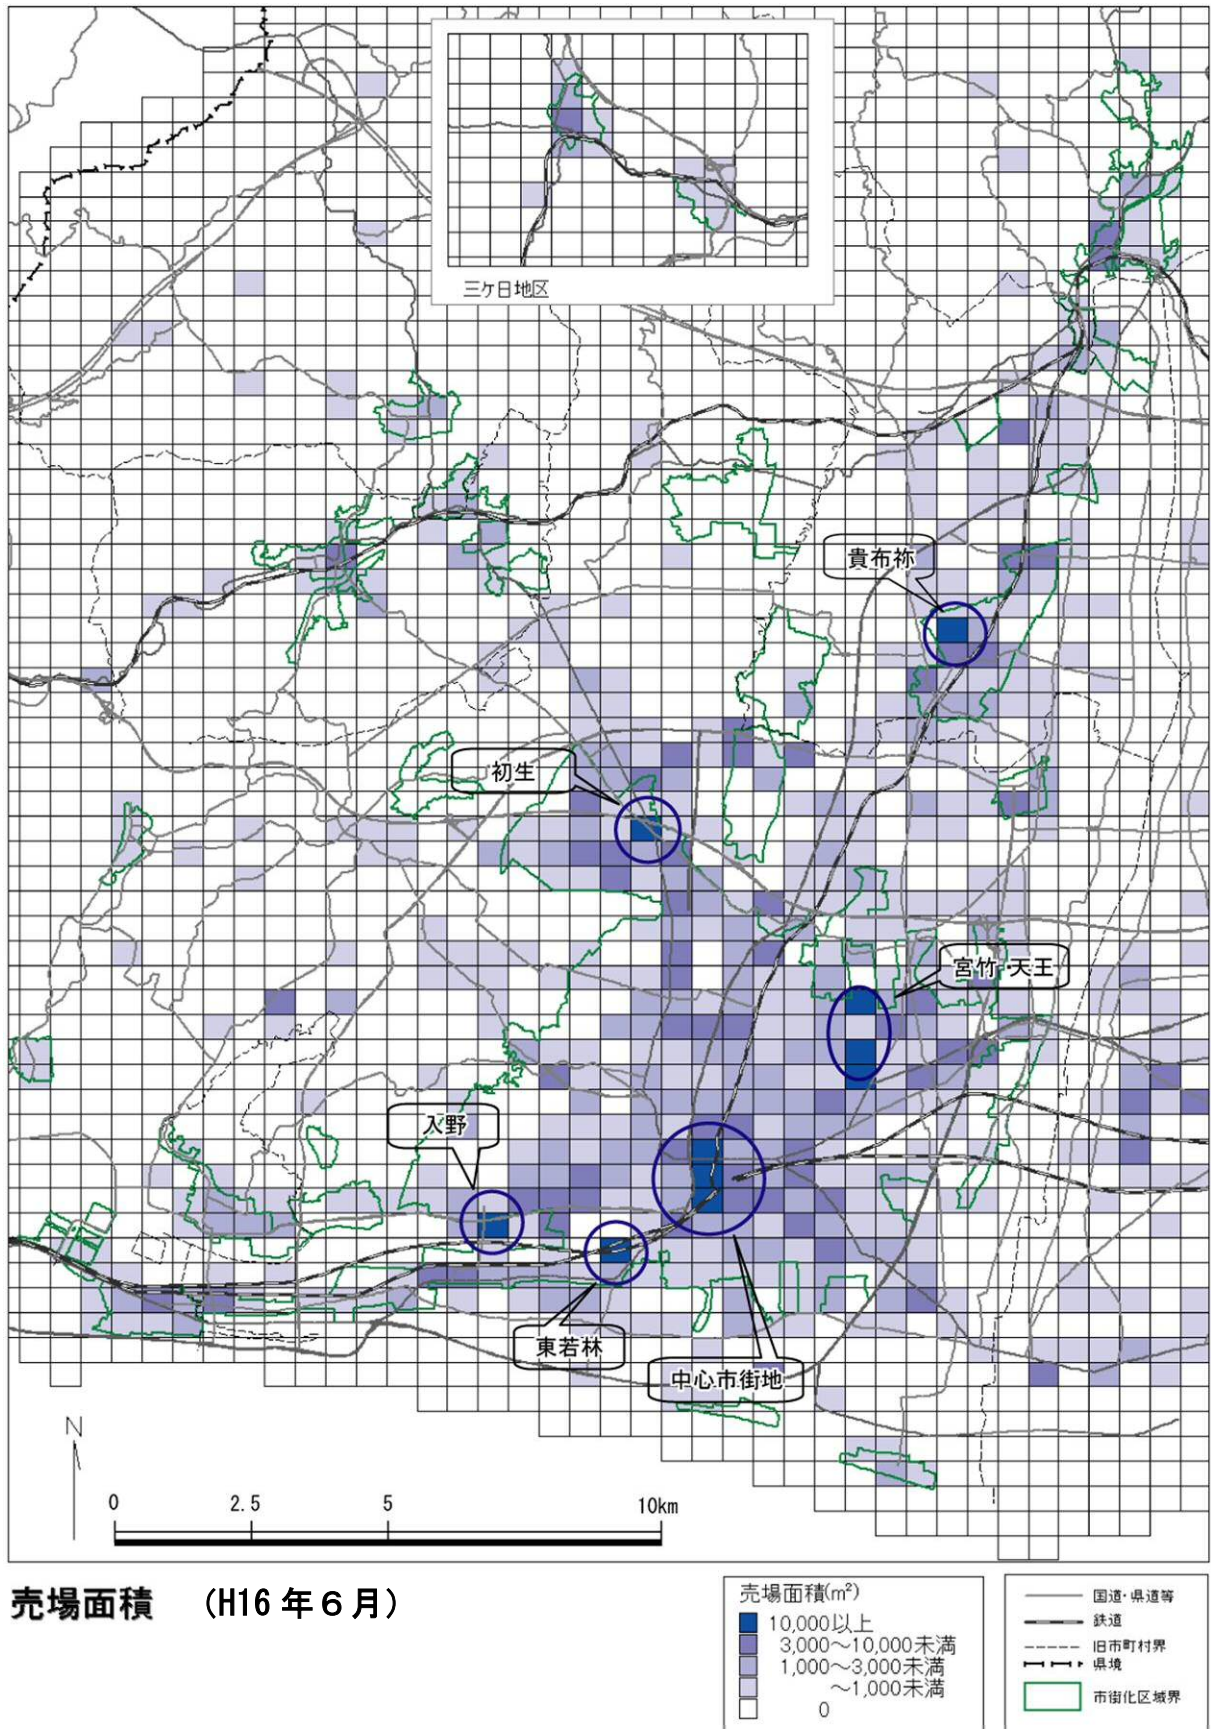 三ケ日地区
貴布祢
初生
宮竹・天王
入野
東若林
中心市街地
N
0 2.5 5 10km
売場面積 （H16年６月）
売場面積(m²)
10,000以上
3,000～10,000未満
1,000～3,000未満
～1,000未満
0
国道・県道等
鉄道
旧市町村界
県境
市街化区域界